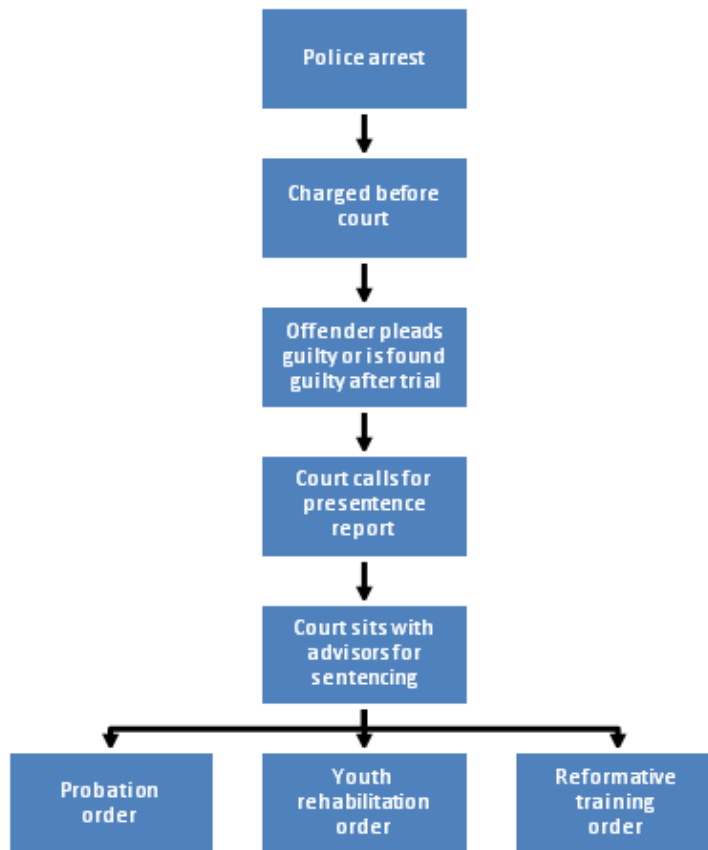 Police arrest
Charged before
court
Offender pleads
guilty or is found
guilty after trial
Court calls for
presentence
report
Court sits with
advisors for
sentencing
Probation
order
Youth
rehabilitation
order
Reformative
training
order